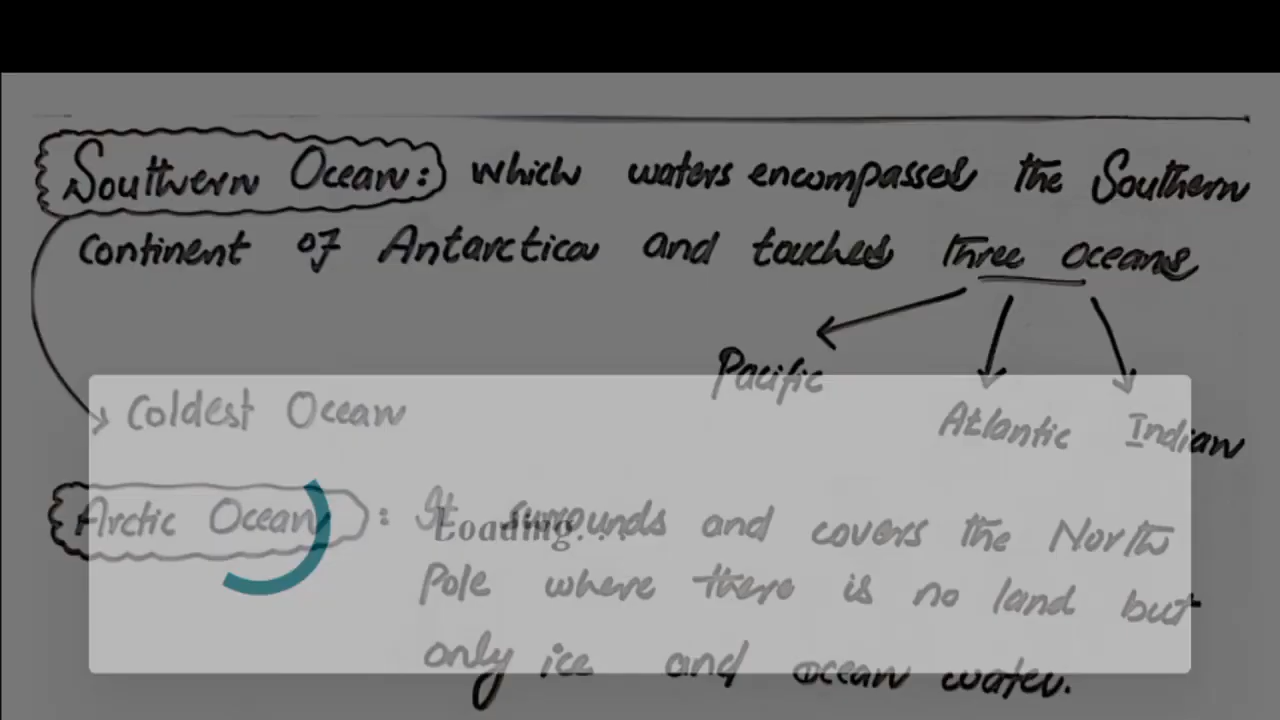 Southern Ocean: which waters encompassed the Southern
continent of Antarctica and touched three oceans
Pacific
Atlantic Indian
Coldest Ocean
Arctic Ocean: It surrounds and covers the North
Loading...
Pole where there is no land but
only ice and ocean water.